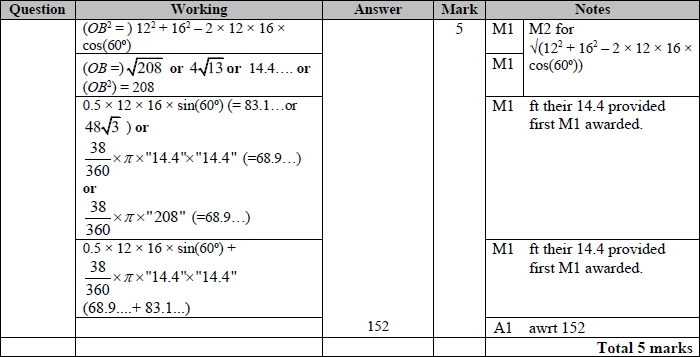 Question Working Answer Mark Notes
(OB² = ) 12² + 16² – 2 × 12 × 16 × cos(60º) 5 M1 M2 for
√(12² + 16² – 2 × 12 × 16 × cos(60º))
(OB =) √208 or 4√13 or 14.4…. or
(OB²) = 208 M1
0.5 × 12 × 16 × sin(60º) (= 83.1…or M1 ft their 14.4 provided
48√3 ) or first M1 awarded.
38/360 × π × "14.4"× "14.4" (=68.9…)
or
38/360 × π × "208" (=68.9…)
0.5 × 12 × 16 × sin(60º) + M1 ft their 14.4 provided
38/360 × π × "14.4"× "14.4" first M1 awarded.
(68.9....+ 83.1...)
152 A1 awrt 152
Total 5 marks